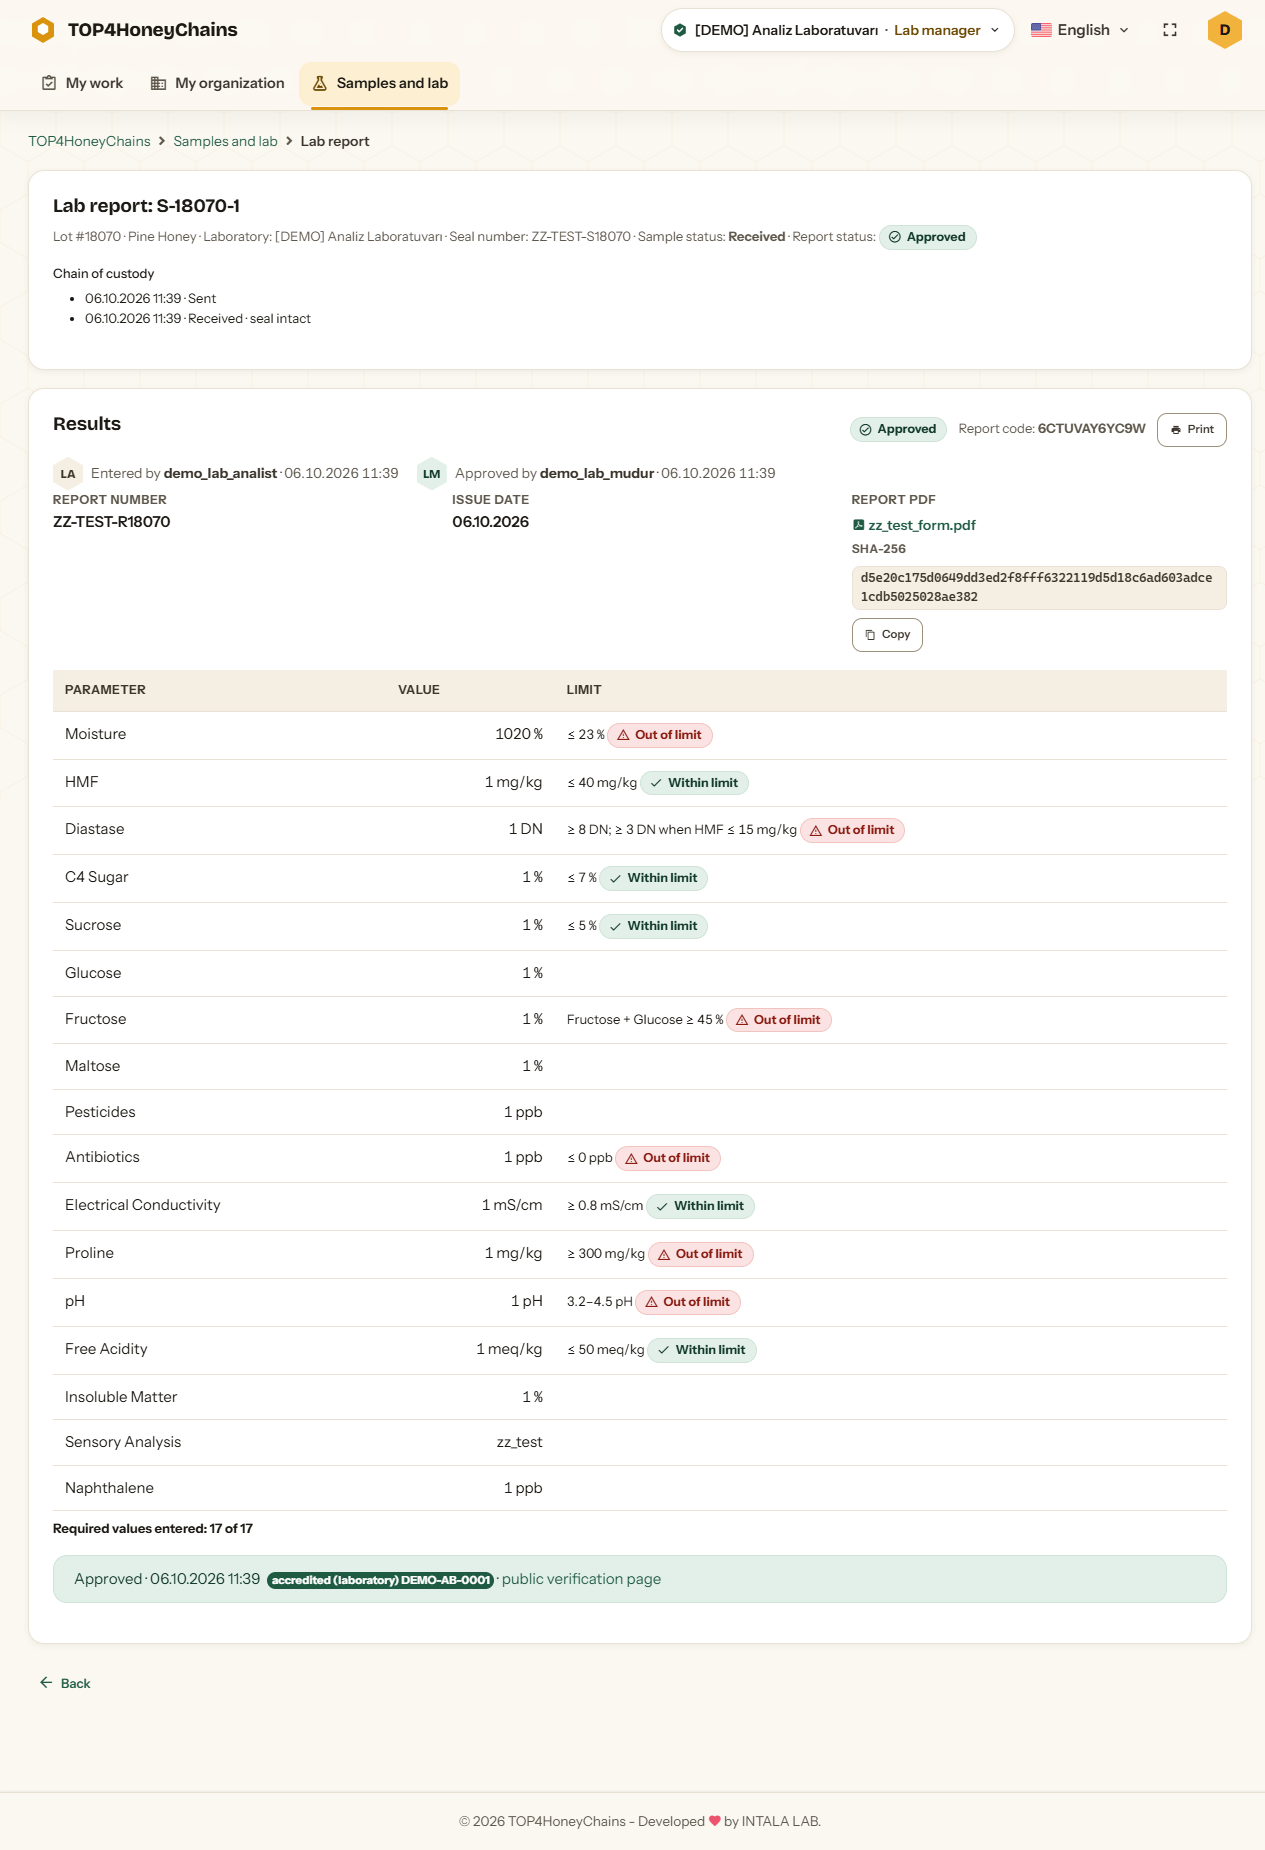 TOP4HoneyChains
[DEMO] Analiz Laboratuvarı · Lab manager
English
D
My work
My organization
Samples and lab
TOP4HoneyChains > Samples and lab > Lab report
Lab report: S-18070-1
Lot #18070 · Pine Honey · Laboratory: [DEMO] Analiz Laboratuvarı · Seal number: ZZ-TEST-S18070 · Sample status: Received · Report status: Approved
Chain of custody
• 06.10.2026 11:39 · Sent
• 06.10.2026 11:39 · Received · seal intact
Results
Approved Report code: 6CTUVAY6YC9W Print
LA Entered by demo_lab_analist · 06.10.2026 11:39 LM Approved by demo_lab_mudur · 06.10.2026 11:39
REPORT NUMBER
ZZ-TEST-R18070
ISSUE DATE
06.10.2026
REPORT PDF
zz_test_form.pdf
SHA-256
d5e20c175d0649dd3ed2f8fff6322119d5d18c6ad603adce
1cdb5025028ae382
Copy
PARAMETER VALUE LIMIT
Moisture 1020 % ≤ 23 % Out of limit
HMF 1 mg/kg ≤ 40 mg/kg Within limit
Diastase 1 DN ≥ 8 DN; ≥ 3 DN when HMF ≤ 15 mg/kg Out of limit
C4 Sugar 1 % ≤ 7 % Within limit
Sucrose 1 % ≤ 5 % Within limit
Glucose 1 %
Fructose 1 % Fructose + Glucose ≥ 45 % Out of limit
Maltose 1 %
Pesticides 1 ppb
Antibiotics 1 ppb ≤ 0 ppb Out of limit
Electrical Conductivity 1 mS/cm ≥ 0.8 mS/cm Within limit
Proline 1 mg/kg ≥ 300 mg/kg Out of limit
pH 1 pH 3.2–4.5 pH Out of limit
Free Acidity 1 meq/kg ≤ 50 meq/kg Within limit
Insoluble Matter 1 %
Sensory Analysis zz_test
Naphthalene 1 ppb
Required values entered: 17 of 17
Approved · 06.10.2026 11:39 accredited (laboratory) DEMO-AB-0001 · public verification page
Back
© 2026 TOP4HoneyChains - Developed ❤ by INTALA LAB.